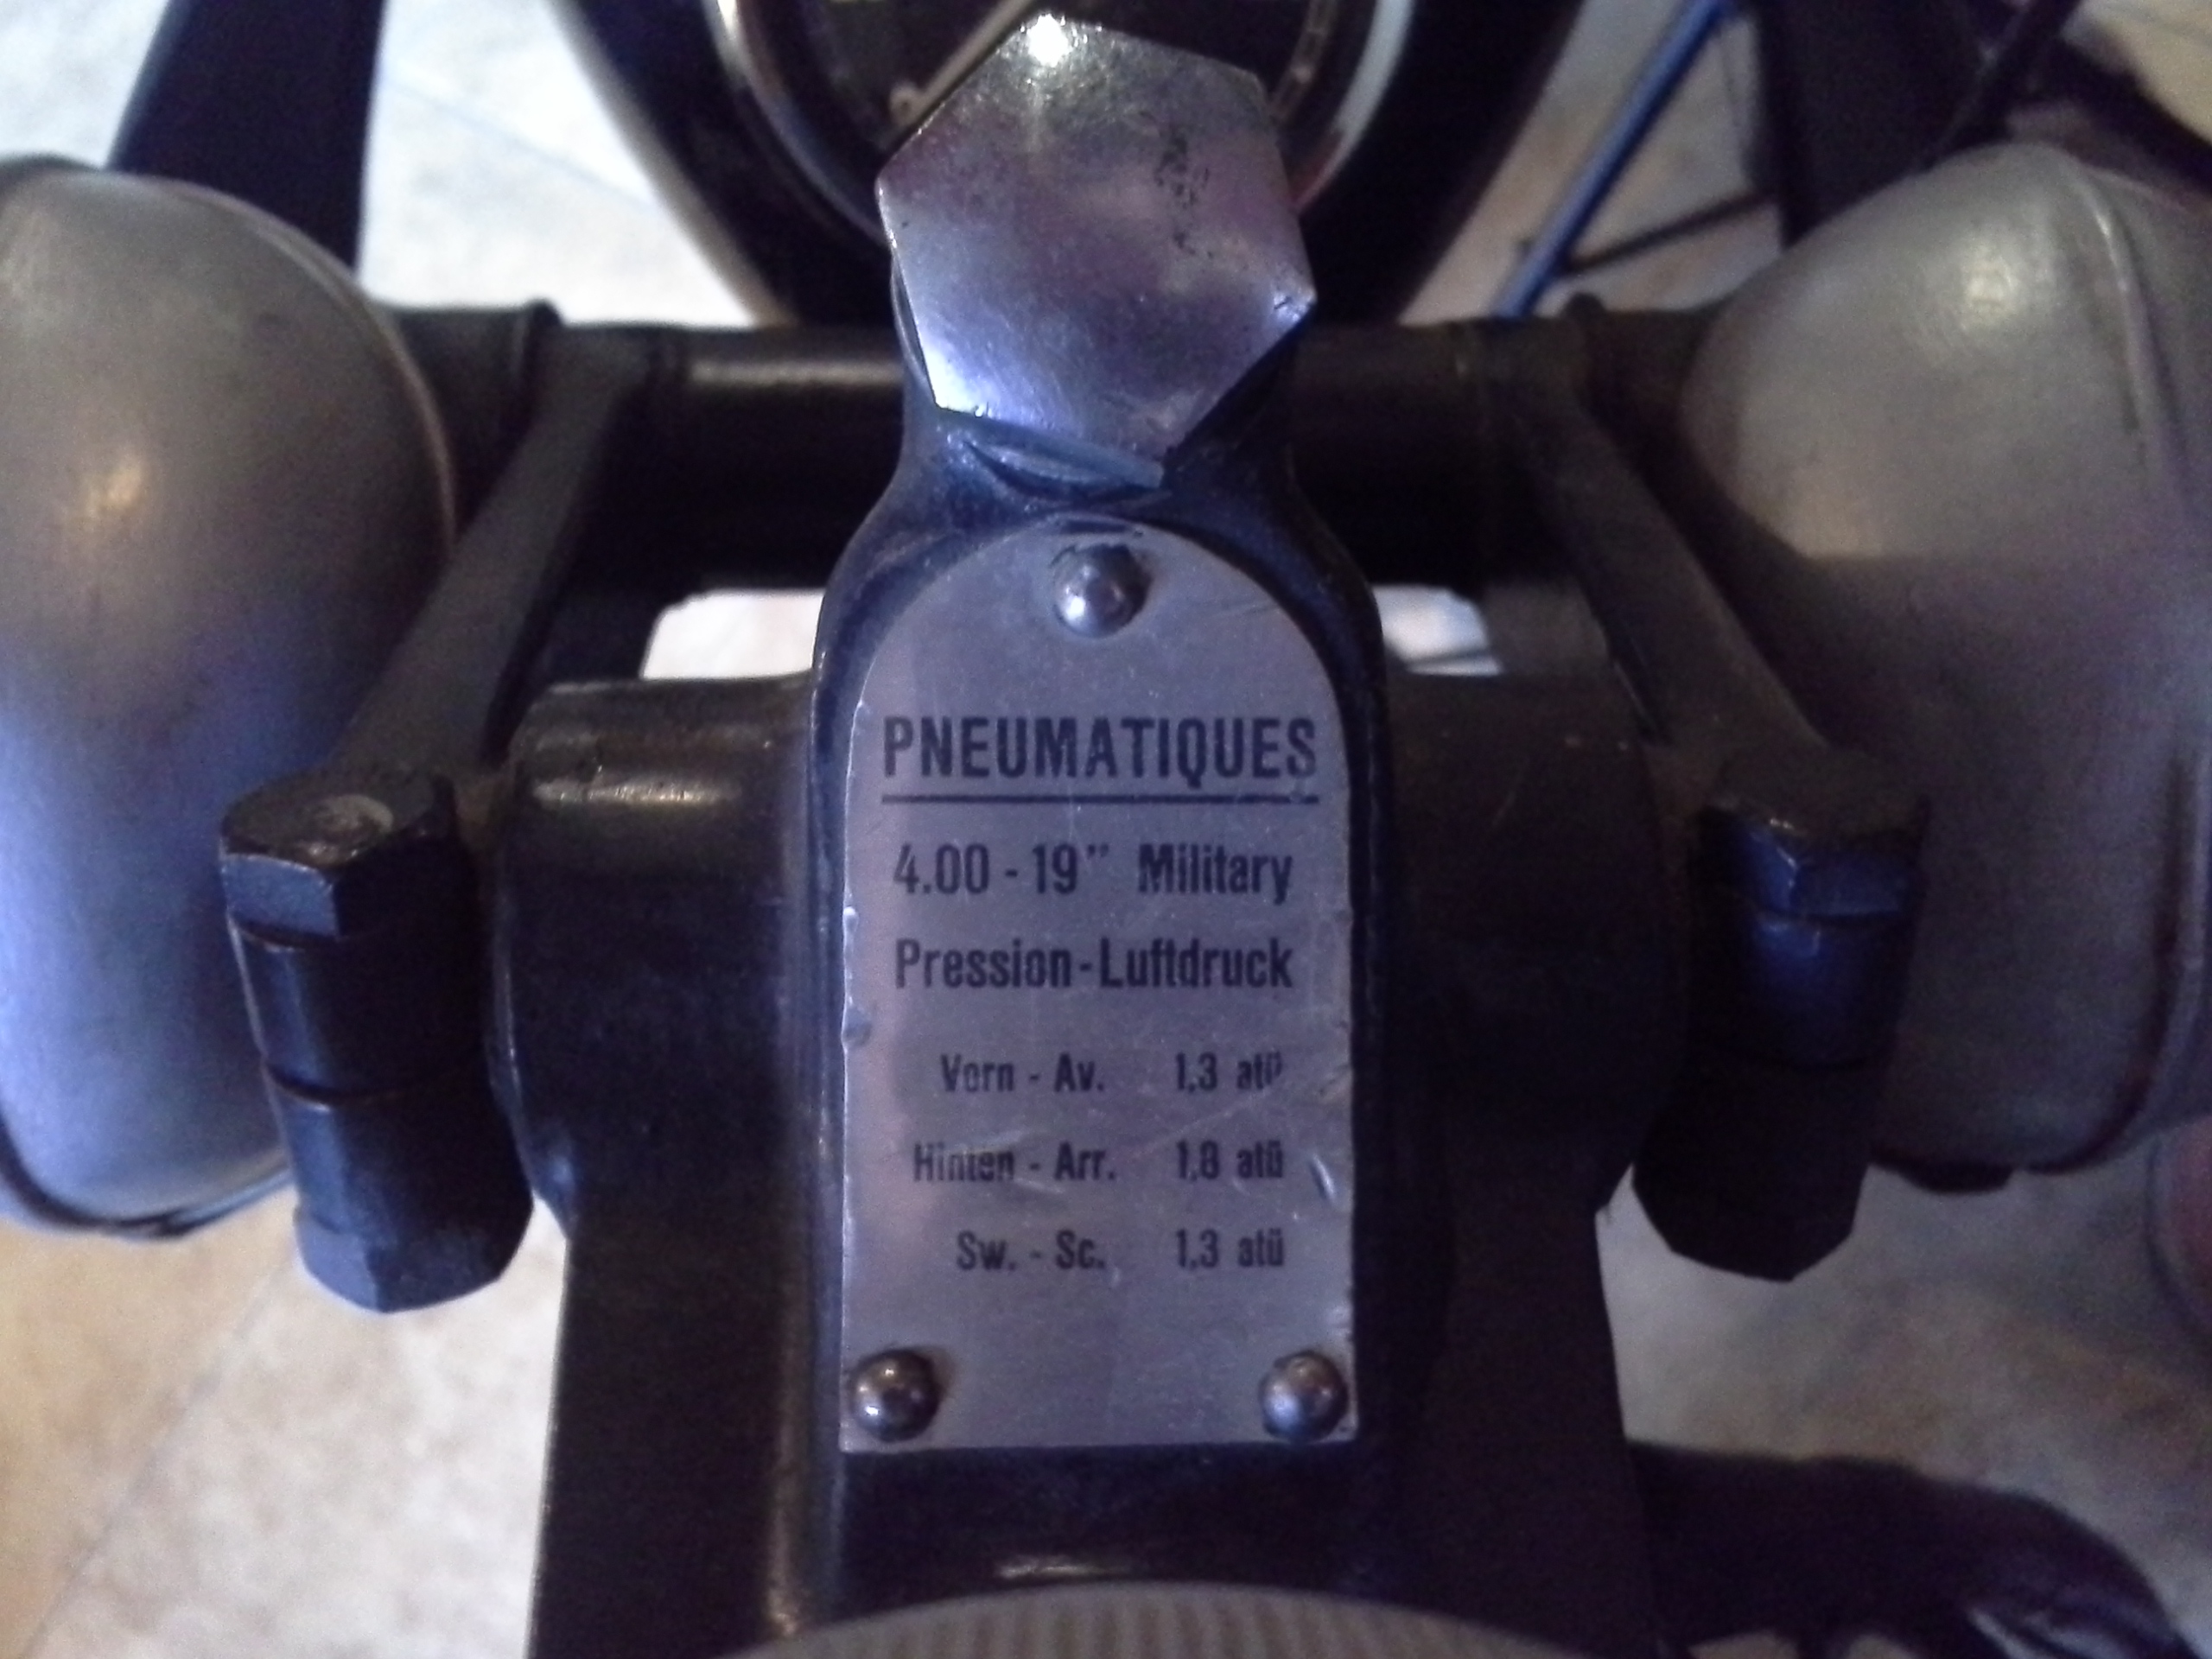 PNEUMATIQUES
4.00 - 19" Military
Pression - Luftdruck
Vorn - Av. 1,3 atü
Hinten - Arr. 1,8 atü
Sw. - Sc. 1,3 atü